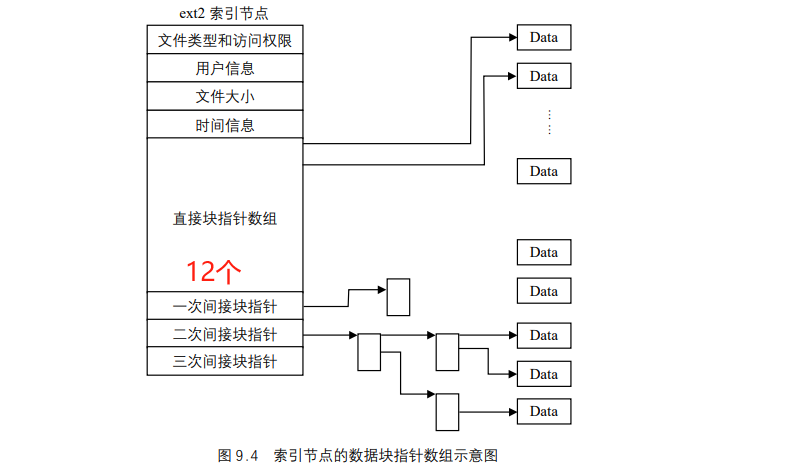 ext2 索引节点
文件类型和访问权限
用户信息
文件大小
时间信息
直接块指针数组
12个
一次间接块指针
二次间接块指针
三次间接块指针
Data
Data
Data
Data
Data
Data
Data
Data
图 9.4 索引节点的数据块指针数组示意图